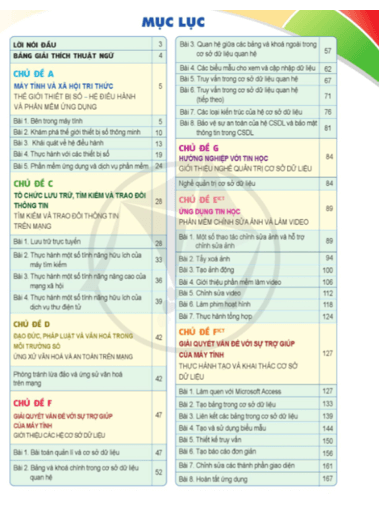 MỤC LỤC
LỜI NÓI ĐẦU 3
BẢNG GIẢI THÍCH THUẬT NGỮ 4
CHỦ ĐỀ A
MÁY TÍNH VÀ XÃ HỘI TRI THỨC 5
THẾ GIỚI THIẾT BỊ SỐ – HỆ ĐIỀU HÀNH
VÀ PHẦN MỀM ỨNG DỤNG
Bài 1. Bên trong máy tính 5
Bài 2. Khám phá thế giới thiết bị số thông minh 10
Bài 3. Khái quát về hệ điều hành 13
Bài 4. Thực hành với các thiết bị số 19
Bài 5. Phần mềm ứng dụng và dịch vụ phần mềm 24
CHỦ ĐỀ C
TỔ CHỨC LƯU TRỮ, TÌM KIẾM VÀ TRAO ĐỔI
THÔNG TIN 28
TÌM KIẾM VÀ TRAO ĐỔI THÔNG TIN
TRÊN MẠNG
Bài 1. Lưu trữ trực tuyến 28
Bài 2. Thực hành một số tính năng hữu ích của
máy tìm kiếm 33
Bài 3. Thực hành một số tính năng nâng cao của
mạng xã hội 36
Bài 4. Thực hành một số tính năng hữu ích của
dịch vụ thư điện tử 39
CHỦ ĐỀ D
ĐẠO ĐỨC, PHÁP LUẬT VÀ VĂN HOÁ TRONG
MÔI TRƯỜNG SỐ 42
ỨNG XỬ VĂN HOÁ VÀ AN TOÀN TRÊN MẠNG
Phòng tránh lừa đảo và ứng xử văn hoá
trên mạng 42
CHỦ ĐỀ F
GIẢI QUYẾT VẤN ĐỀ VỚI SỰ TRỢ GIÚP 47
CỦA MÁY TÍNH
GIỚI THIỆU CÁC HỆ CƠ SỞ DỮ LIỆU
Bài 1. Bài toán quản lí và cơ sở dữ liệu 47
Bài 2. Bảng và khoá chính trong cơ sở dữ liệu
quan hệ 52
Bài 3. Quan hệ giữa các bảng và khoá ngoài trong
cơ sở dữ liệu quan hệ 57
Bài 4. Các biểu mẫu cho xem và cập nhật dữ liệu 62
Bài 5. Truy vấn trong cơ sở dữ liệu quan hệ 67
Bài 6. Truy vấn trong cơ sở dữ liệu quan hệ
(tiếp theo) 71
Bài 7. Các loại kiến trúc của hệ cơ sở dữ liệu 76
Bài 8. Bảo vệ sự an toàn của hệ CSDL và bảo mật
thông tin trong CSDL 81
CHỦ ĐỀ G
HƯỚNG NGHIỆP VỚI TIN HỌC 84
GIỚI THIỆU NGHỀ QUẢN TRỊ CƠ SỞ DỮ LIỆU
Nghề quản trị cơ sở dữ liệu 84
CHỦ ĐỀ E ICT
ỨNG DỤNG TIN HỌC 89
PHẦN MỀM CHỈNH SỬA ẢNH VÀ LÀM VIDEO
Bài 1. Một số thao tác chỉnh sửa ảnh và hỗ trợ
chỉnh sửa ảnh 89
Bài 2. Tẩy xoá ảnh 94
Bài 3. Tạo ảnh động 100
Bài 4. Giới thiệu phần mềm làm video 106
Bài 5. Chỉnh sửa video 112
Bài 6. Làm phim hoạt hình 118
Bài 7. Thực hành tổng hợp 124
CHỦ ĐỀ F ICT
GIẢI QUYẾT VẤN ĐỀ VỚI SỰ TRỢ GIÚP
CỦA MÁY TÍNH 127
THỰC HÀNH TẠO VÀ KHAI THÁC CƠ SỞ
DỮ LIỆU
Bài 1. Làm quen với Microsoft Access 127
Bài 2. Tạo bảng trong cơ sở dữ liệu 133
Bài 3. Liên kết các bảng trong cơ sở dữ liệu 139
Bài 4. Tạo và sử dụng biểu mẫu 144
Bài 5. Thiết kế truy vấn 150
Bài 6. Tạo báo cáo đơn giản 156
Bài 7. Chỉnh sửa các thành phần giao diện 161
Bài 8. Hoàn tất ứng dụng 167